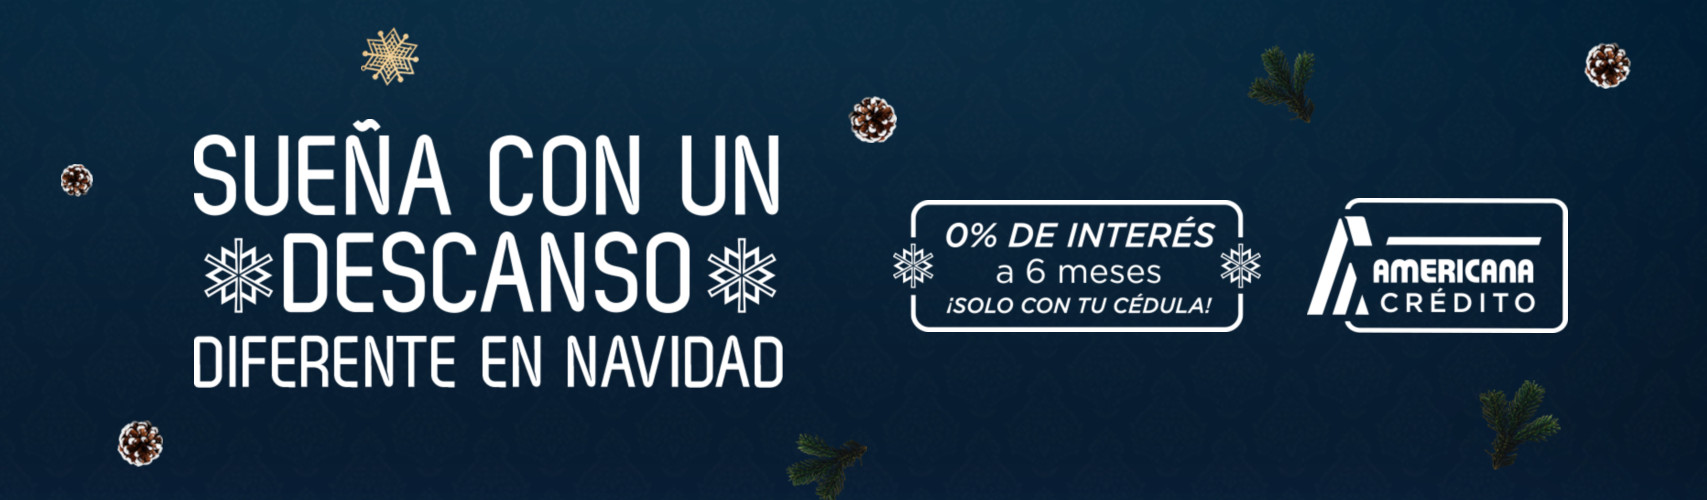 SUEÑA CON UN
DESCANSO
DIFERENTE EN NAVIDAD
0% DE INTERÉS
a 6 meses
¡SOLO CON TU CÉDULA!
AMERICANA
CRÉDITO